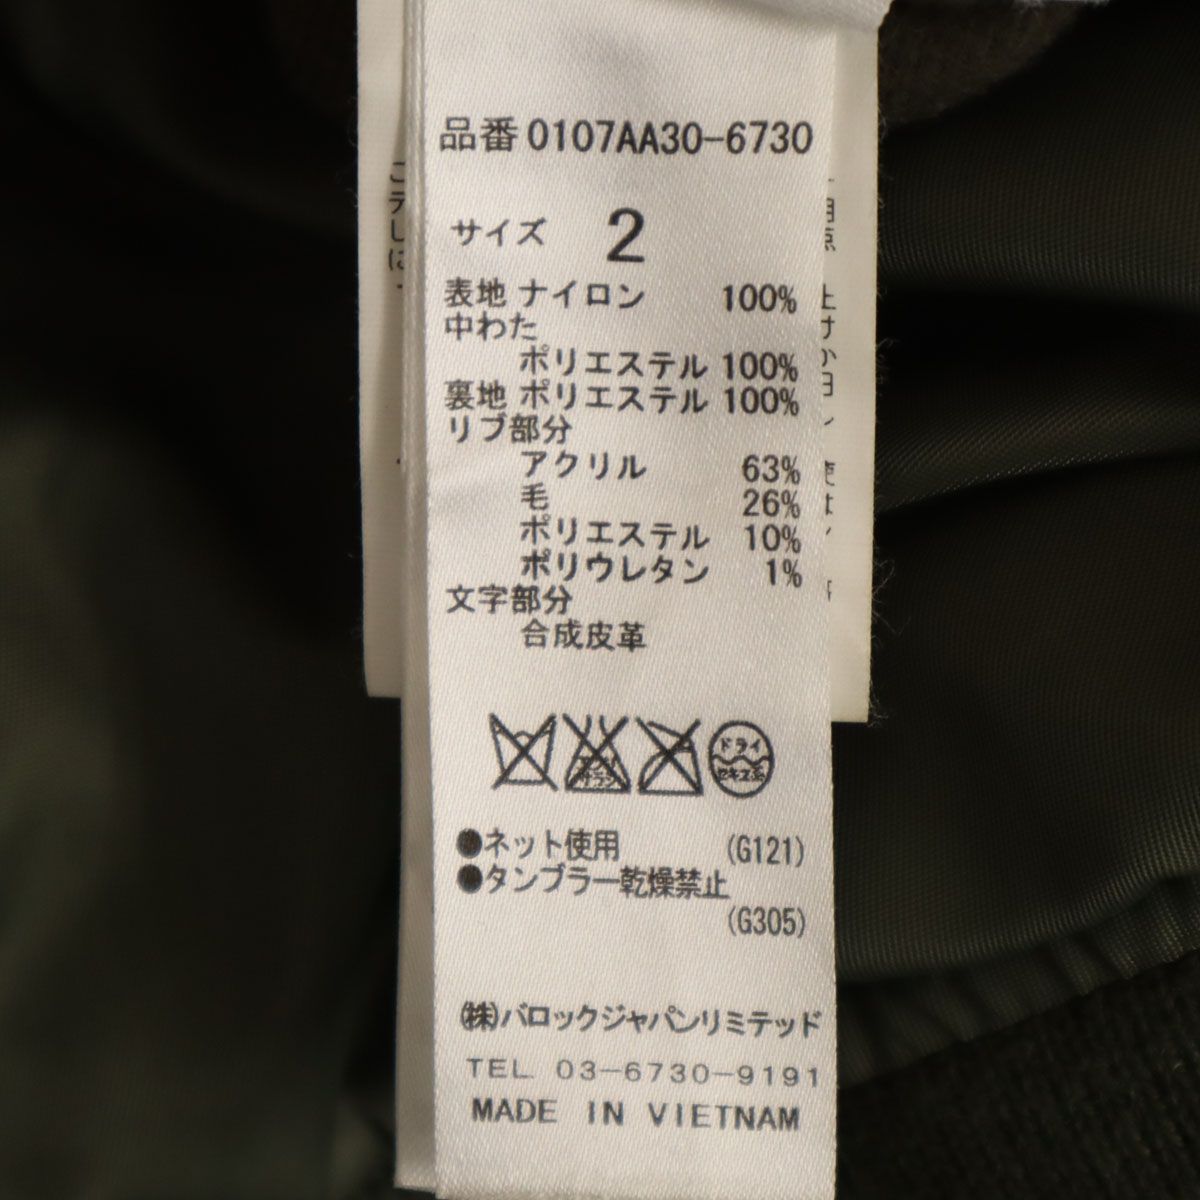 品番 0107AA30-6730
サイズ 2
表地 ナイロン 100%
中わた
ポリエステル 100%
裏地 ポリエステル 100%
リブ部分
アクリル 63%
毛 26%
ポリエステル 10%
ポリウレタン 1%
文字部分
合成皮革
ドライ
セキユ系
●ネット使用 (G121)
●タンブラー乾燥禁止
(G305)
㈱バロックジャパンリミテッド
TEL 03-6730-9191
MADE IN VIETNAM